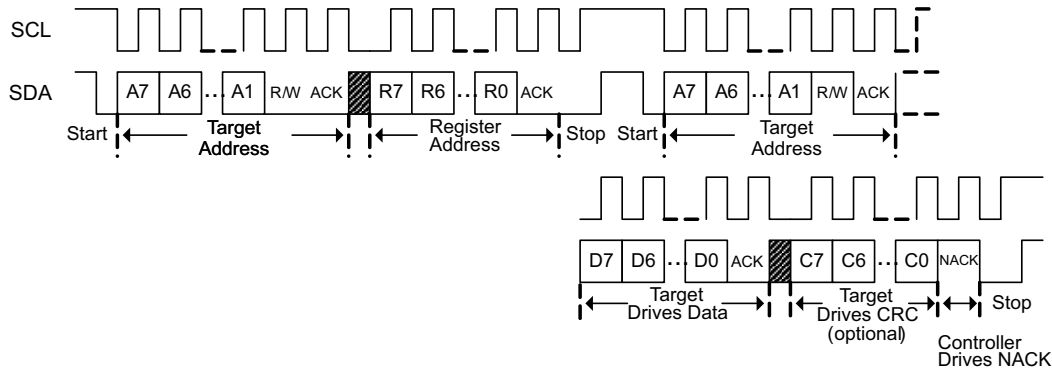 SCL
SDA
A7 A6 ... A1 R/W ACK R7 R6 ... R0 ACK A7 A6 ... A1 R/W ACK
Start Target Address Register Address Stop Start Target Address
D7 D6 ... D0 ACK C7 C6 ... C0 NACK
Target Drives Data Target Drives CRC (optional) Stop
Controller Drives NACK